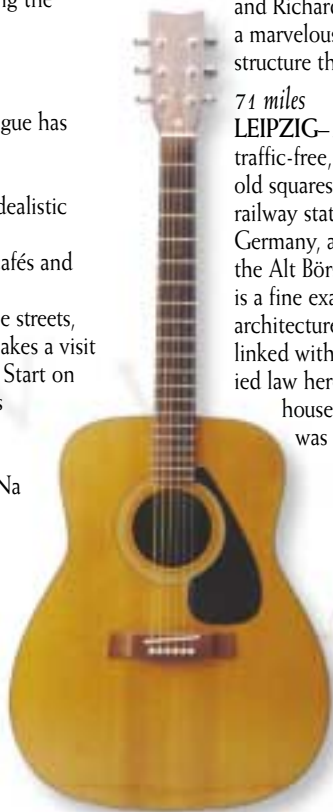 ng the
gue has
dealistic
afés and
e streets,
akes a visit
Start on
s
Na
and Richard
a marvelous
structure th
71 miles
LEIPZIG–
traffic-free,
old squares
railway stat
Germany, a
the Alt Bör
is a fine exa
architecture
linked with
ied law her
house
was